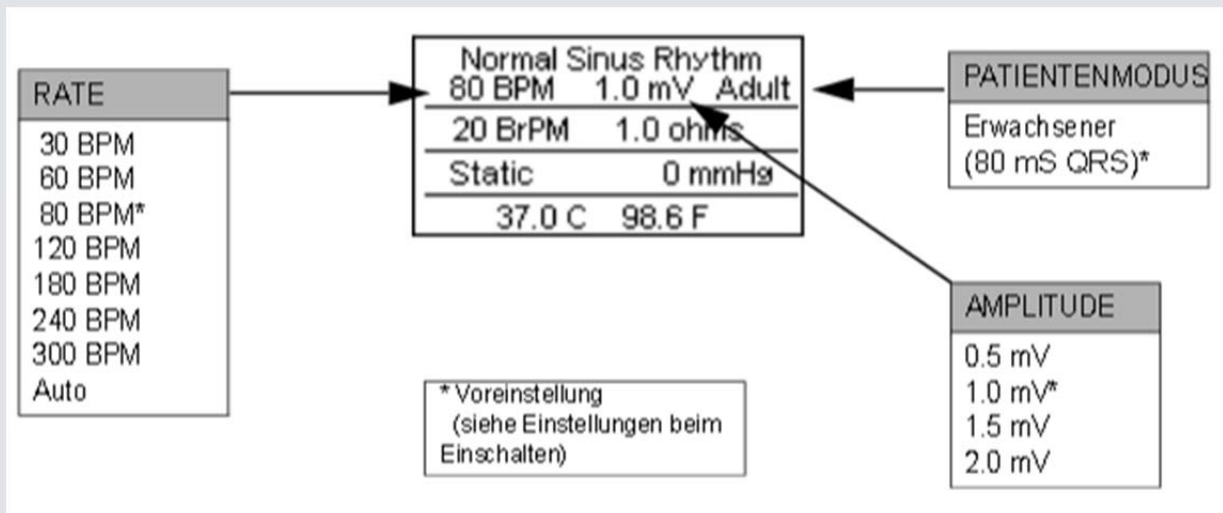 RATE
30 BPM
60 BPM
80 BPM*
120 BPM
180 BPM
240 BPM
300 BPM
Auto
Normal Sinus Rhythm
80 BPM 1.0 mV Adult
20 BrPM 1.0 ohms
Static 0 mmHg
37.0 C 98.6 F
* Voreinstellung
(siehe Einstellungen beim
Einschalten)
PATIENTENMODUS
Erwachsener
(80 mS QRS)*
AMPLITUDE
0.5 mV
1.0 mV*
1.5 mV
2.0 mV